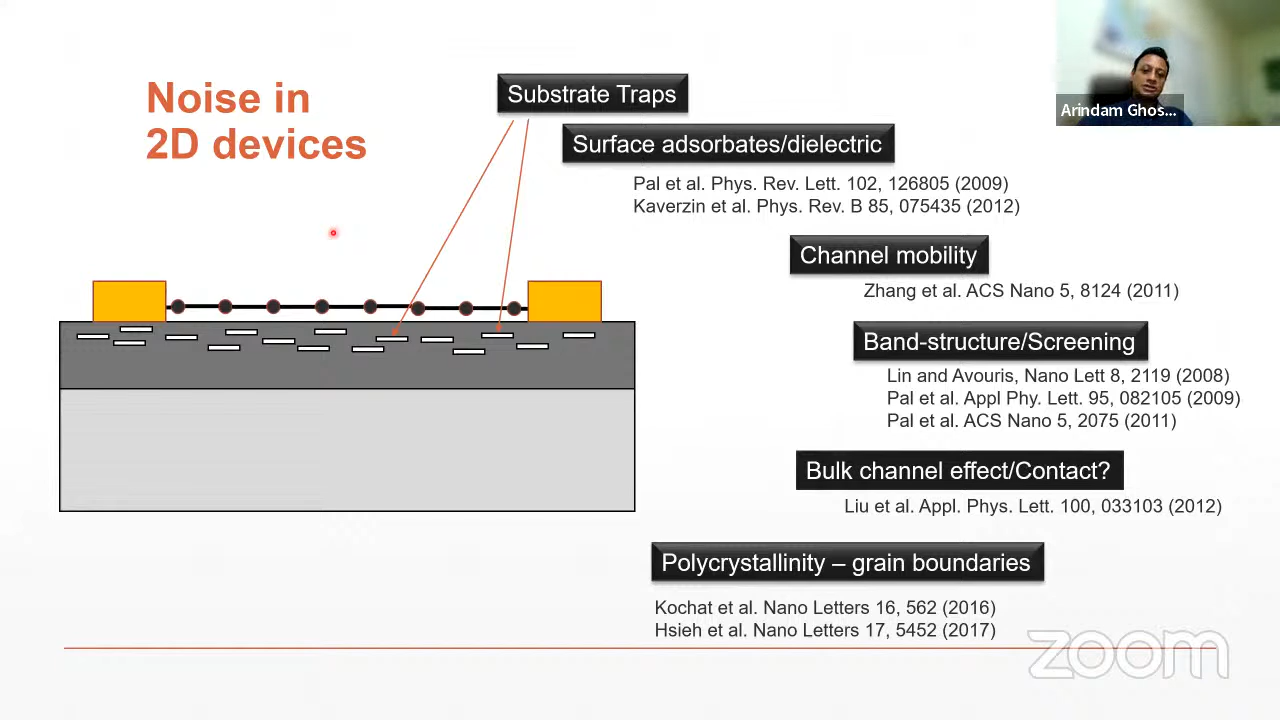 Noise in
2D devices
Substrate Traps
Surface adsorbates/dielectric
Pal et al. Phys. Rev. Lett. 102, 126805 (2009)
Kaverzin et al. Phys. Rev. B 85, 075435 (2012)
Channel mobility
Zhang et al. ACS Nano 5, 8124 (2011)
Band-structure/Screening
Lin and Avouris, Nano Lett 8, 2119 (2008)
Pal et al. Appl Phy. Lett. 95, 082105 (2009)
Pal et al. ACS Nano 5, 2075 (2011)
Bulk channel effect/Contact?
Liu et al. Appl. Phys. Lett. 100, 033103 (2012)
Polycrystallinity – grain boundaries
Kochat et al. Nano Letters 16, 562 (2016)
Hsieh et al. Nano Letters 17, 5452 (2017)
Arindam Ghos...
zoom